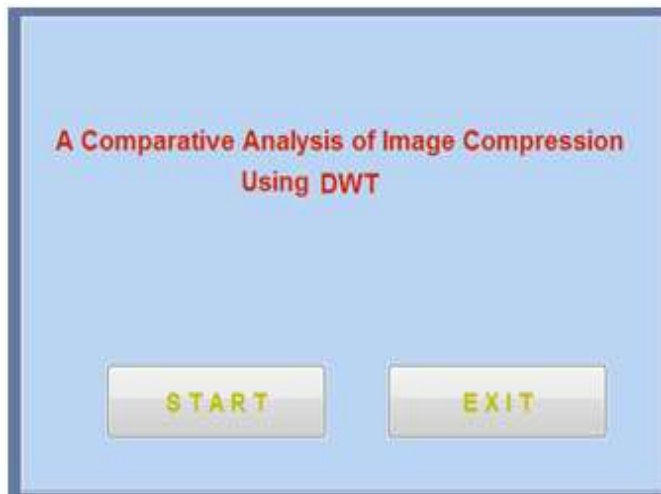 A Comparative Analysis of Image Compression
Using DWT
START EXIT